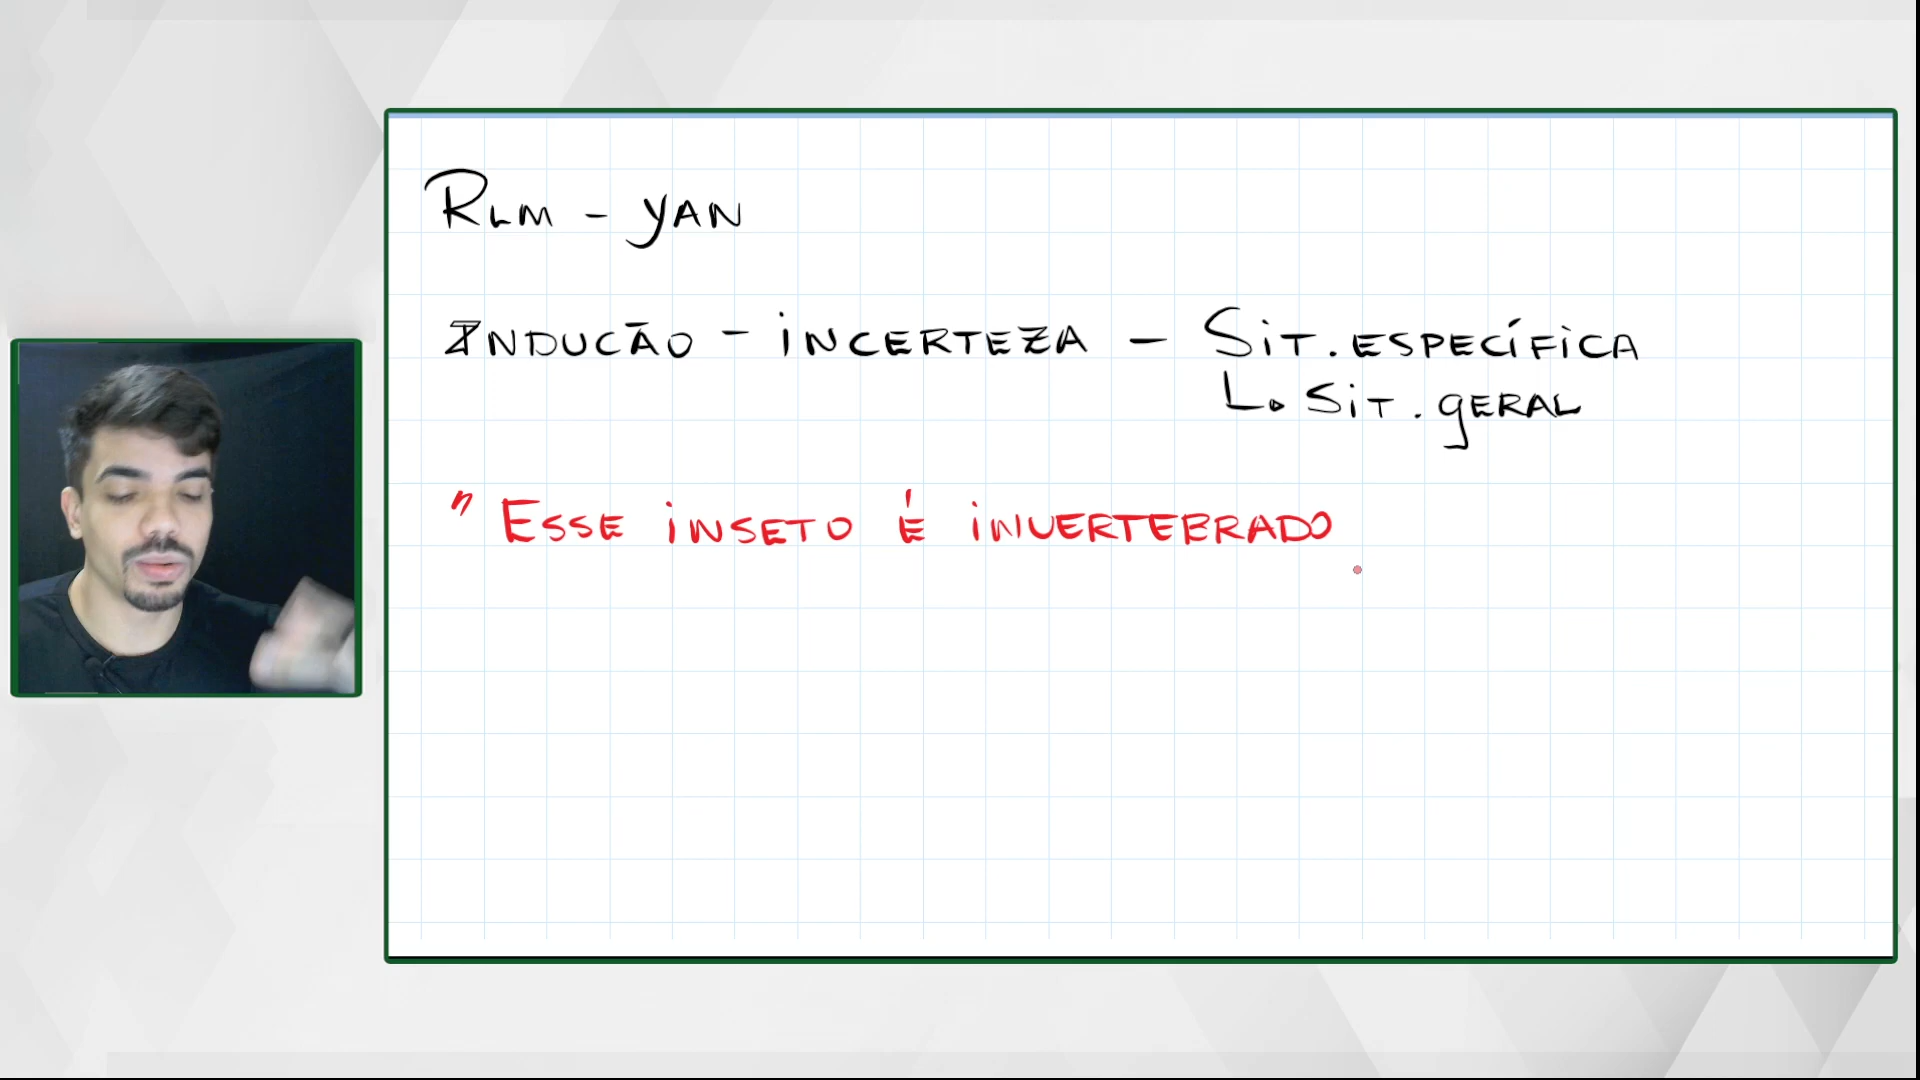 RLM - YAN
INDUCÃO - INCERTEZA - SIT. ESPECÍFICA
SIT. GERAL
" ESSE INSETO É INVERTEBRADO